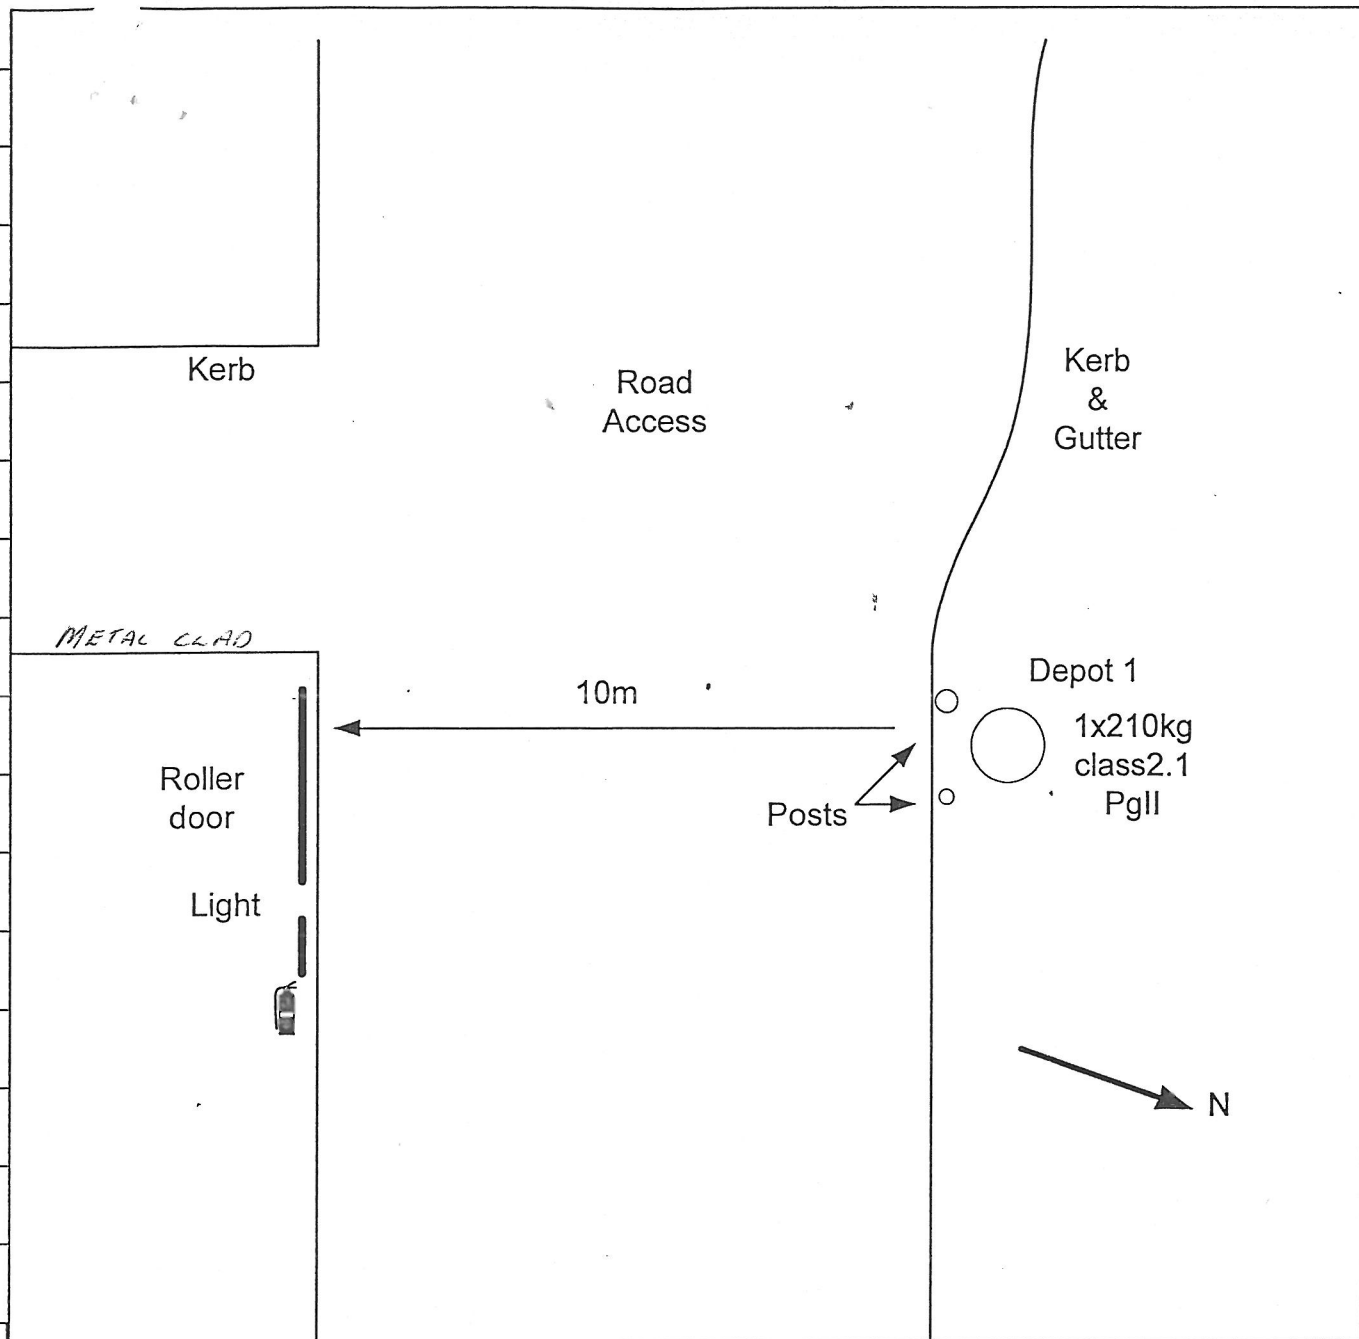 Kerb
Road
Access
Kerb
&
Gutter
METAL CLAD
Depot 1
10m
1x210kg
class2.1
PgII
Roller
door
Posts
Light
N